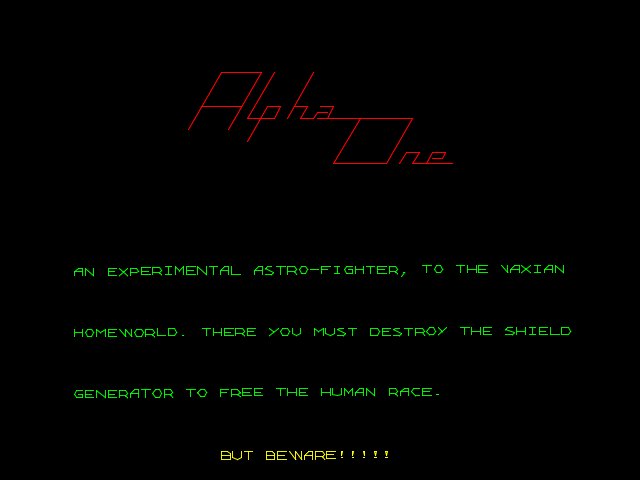 Alpha
One
AN EXPERIMENTAL ASTRO-FIGHTER, TO THE VAXIAN
HOMEWORLD. THERE YOU MUST DESTROY THE SHIELD
GENERATOR TO FREE THE HUMAN RACE.
BUT BEWARE!!!!!